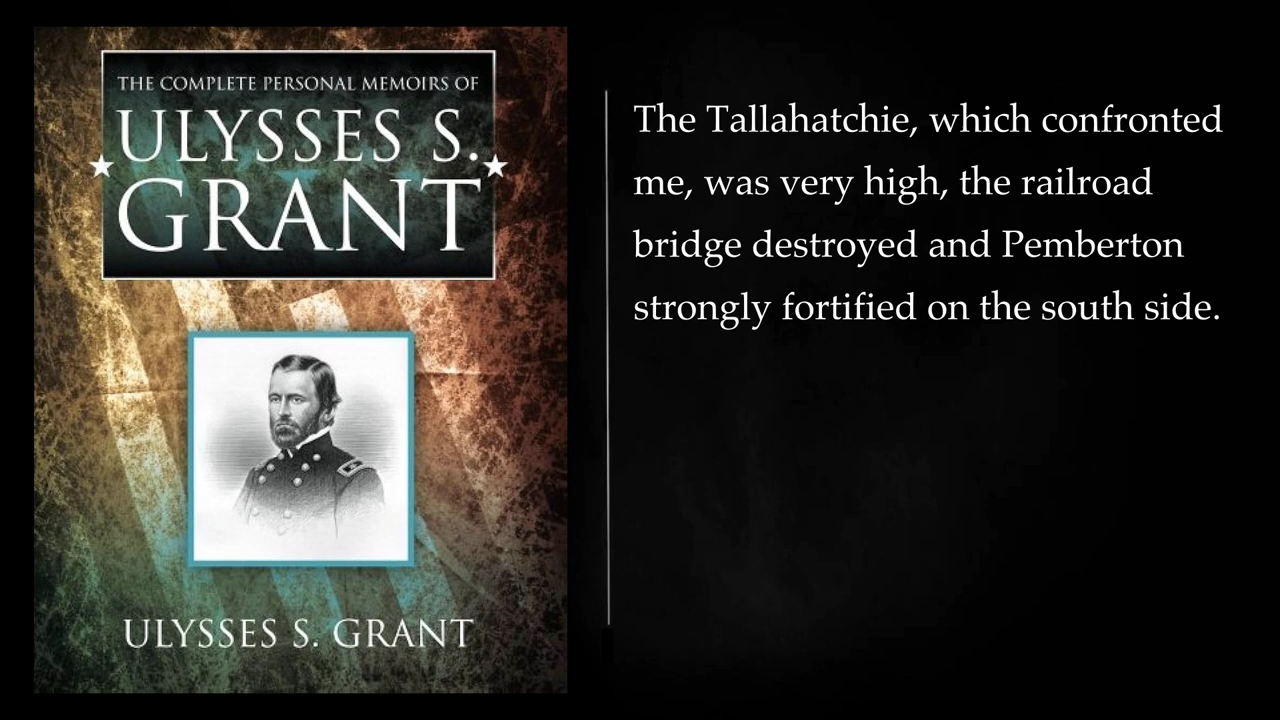 THE COMPLETE PERSONAL MEMOIRS OF
ULYSSES S.
GRANT
ULYSSES S. GRANT
The Tallahatchie, which confronted
me, was very high, the railroad
bridge destroyed and Pemberton
strongly fortified on the south side.